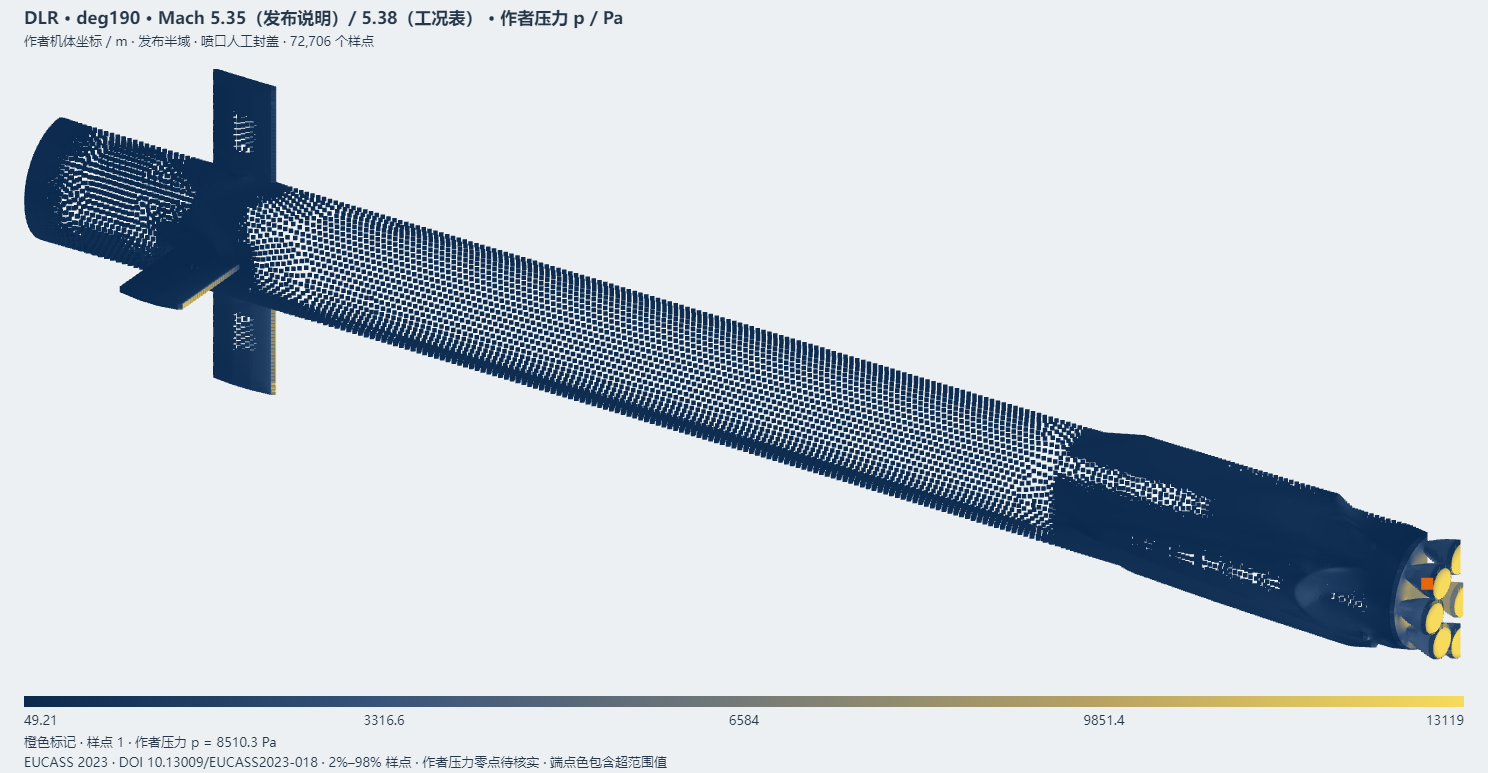 DLR • deg190 • Mach 5.35（发布说明）/ 5.38（工况表） • 作者压力 p / Pa
作者机体坐标 / m · 发布半域 · 喷口人工封盖 · 72,706 个样点
49.21 3316.6 6584 9851.4 13119
橙色标记 · 样点 1 · 作者压力 p = 8510.3 Pa
EUCASS 2023 · DOI 10.13009/EUCASS2023-018 · 2%–98% 样点 · 作者压力零点待核实 · 端点色包含超范围值